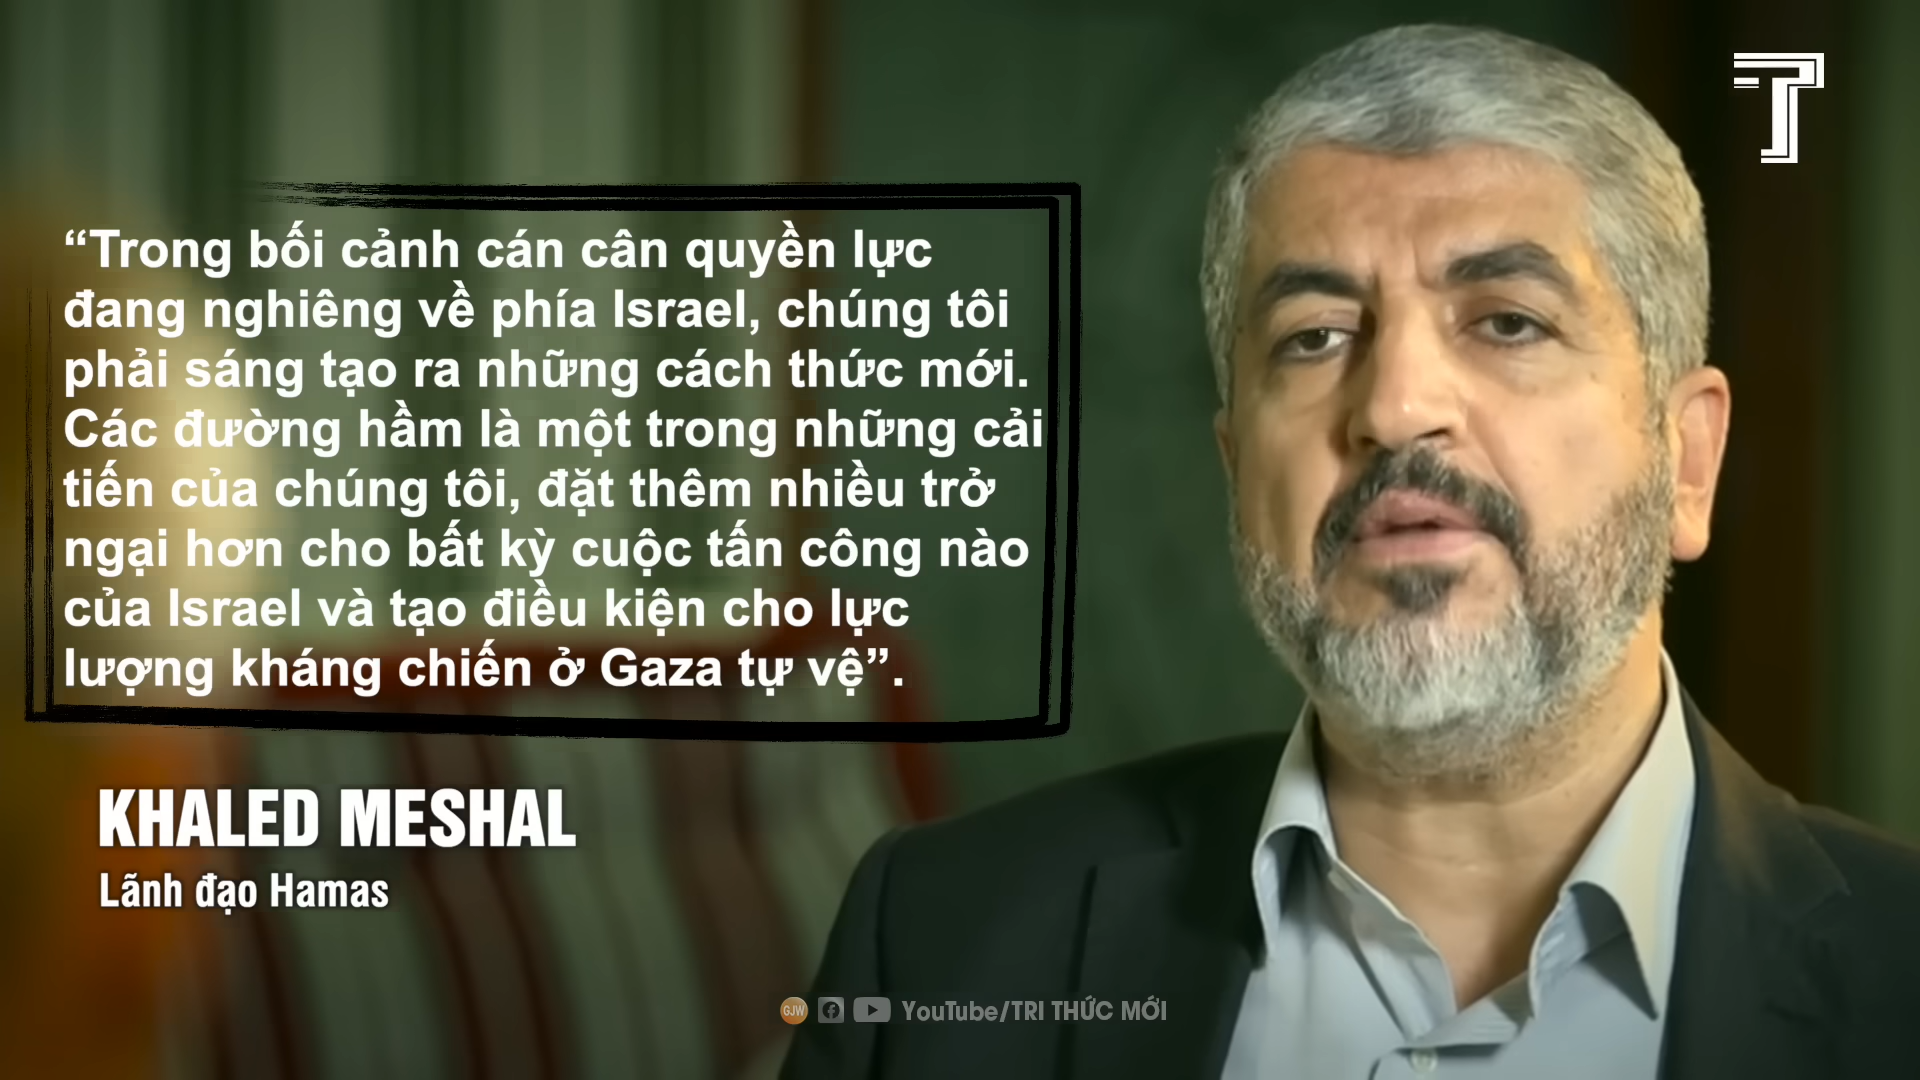 “Trong bối cảnh cán cân quyền lực
đang nghiêng về phía Israel, chúng tôi
phải sáng tạo ra những cách thức mới.
Các đường hầm là một trong những cải
tiến của chúng tôi, đặt thêm nhiều trở
ngại hơn cho bất kỳ cuộc tấn công nào
của Israel và tạo điều kiện cho lực
lượng kháng chiến ở Gaza tự vệ”.
KHALED MESHAL
Lãnh đạo Hamas
GJW YouTube/TRI THỨC MỚI